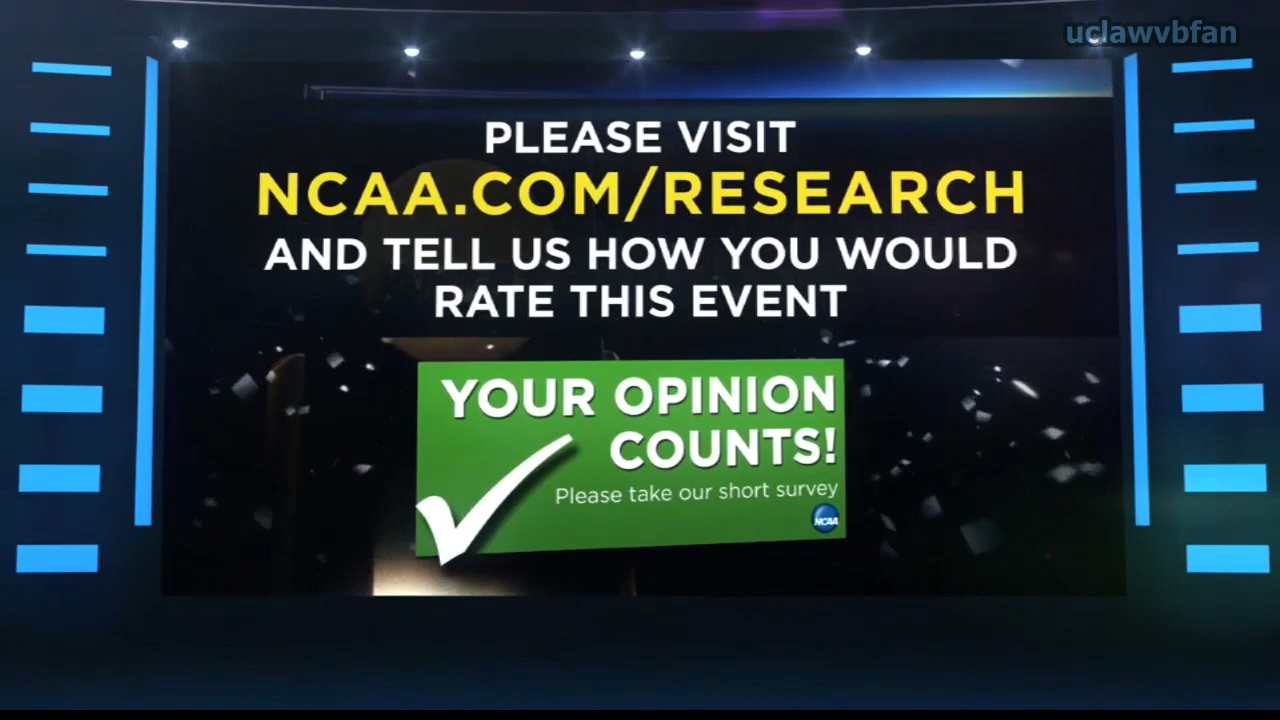 uclawvbfan
PLEASE VISIT
NCAA.COM/RESEARCH
AND TELL US HOW YOU WOULD
RATE THIS EVENT
YOUR OPINION
COUNTS!
Please take our short survey
NCAA